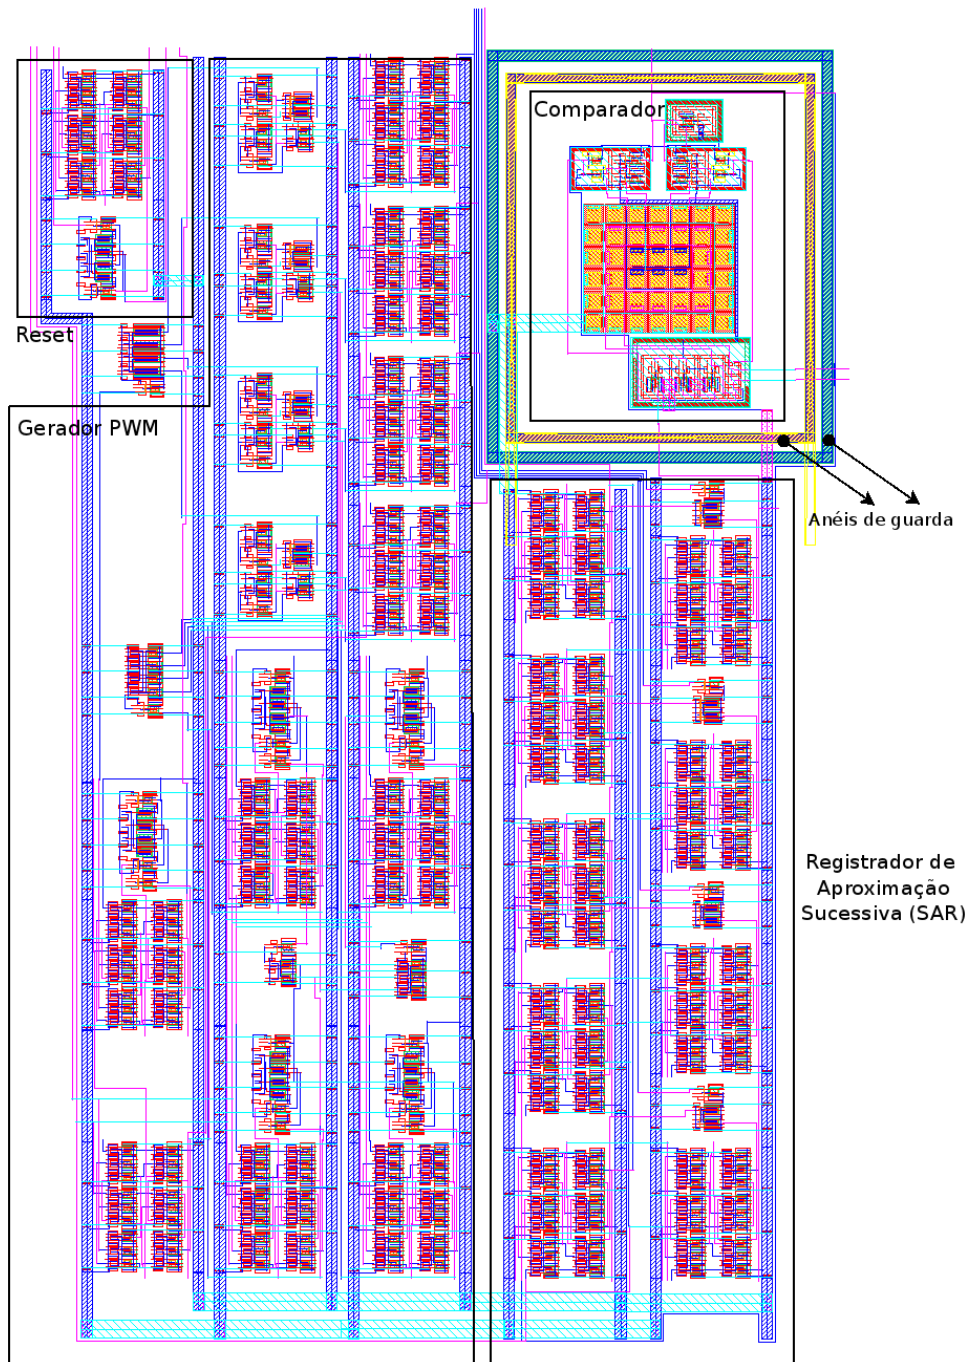 Comparador
Reset
Gerador PWM
Anéis de guarda
Registrador de
Aproximação
Sucessiva (SAR)